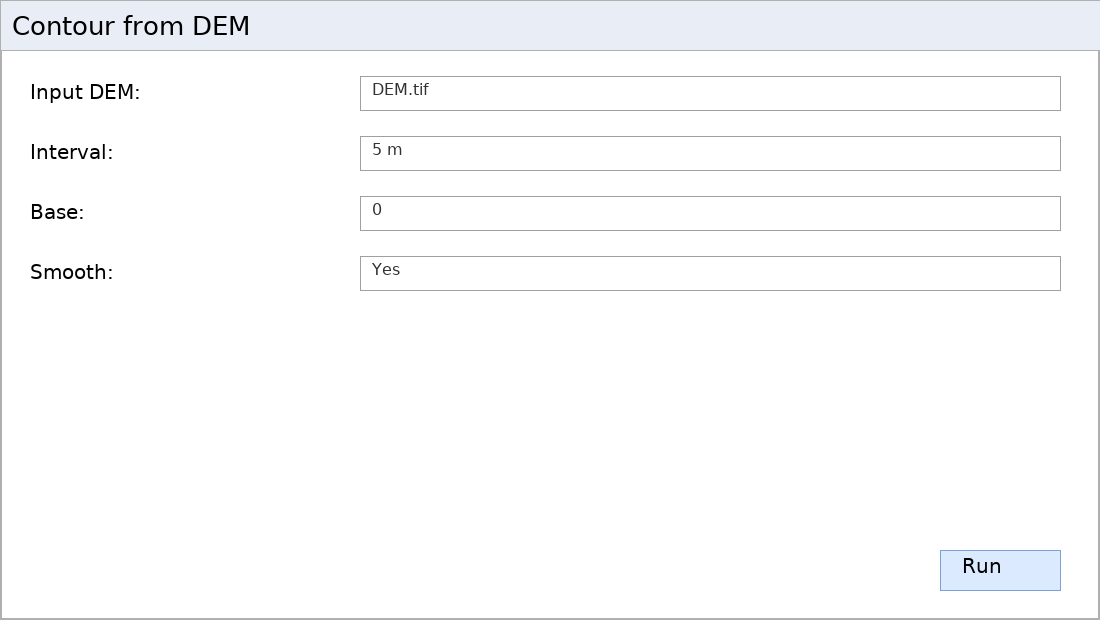 Contour from DEM
Input DEM: DEM.tif
Interval: 5 m
Base: 0
Smooth: Yes
Run